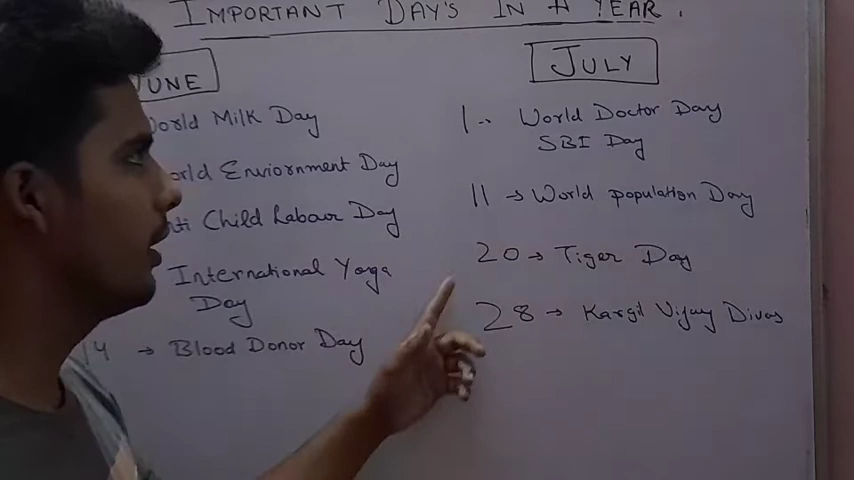 IMPORTANT DAY'S IN A YEAR.
UNE
orld Milk Day
orld Enviornment Day
ti Child Labour Day
International Yoga
Day
14 → Blood Donor Day
JULY
1 -- World Doctor Day
SBI Day
11 → World population Day
20 → Tiger Day
28 → Kargil Vijay Divas